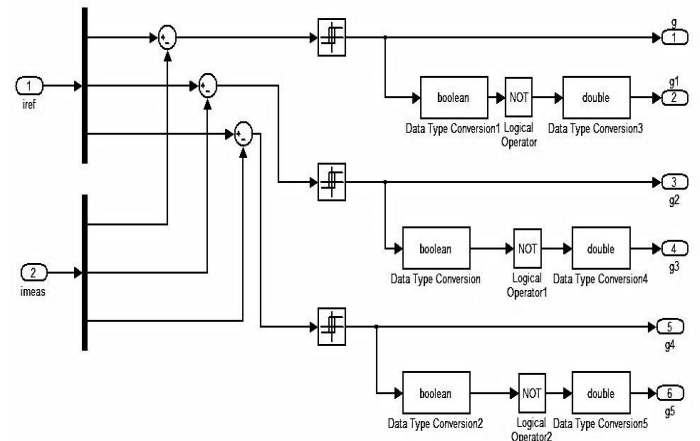 g
1
1
iref
g1
2
boolean
NOT
double
Data Type Conversion1
Logical
Operator
Data Type Conversion3
3
g2
2
imeas
boolean
NOT
double
4
g3
Data Type Conversion
Logical
Operator1
Data Type Conversion4
5
g4
boolean
NOT
double
6
g5
Data Type Conversion2
Logical
Operator2
Data Type Conversion5